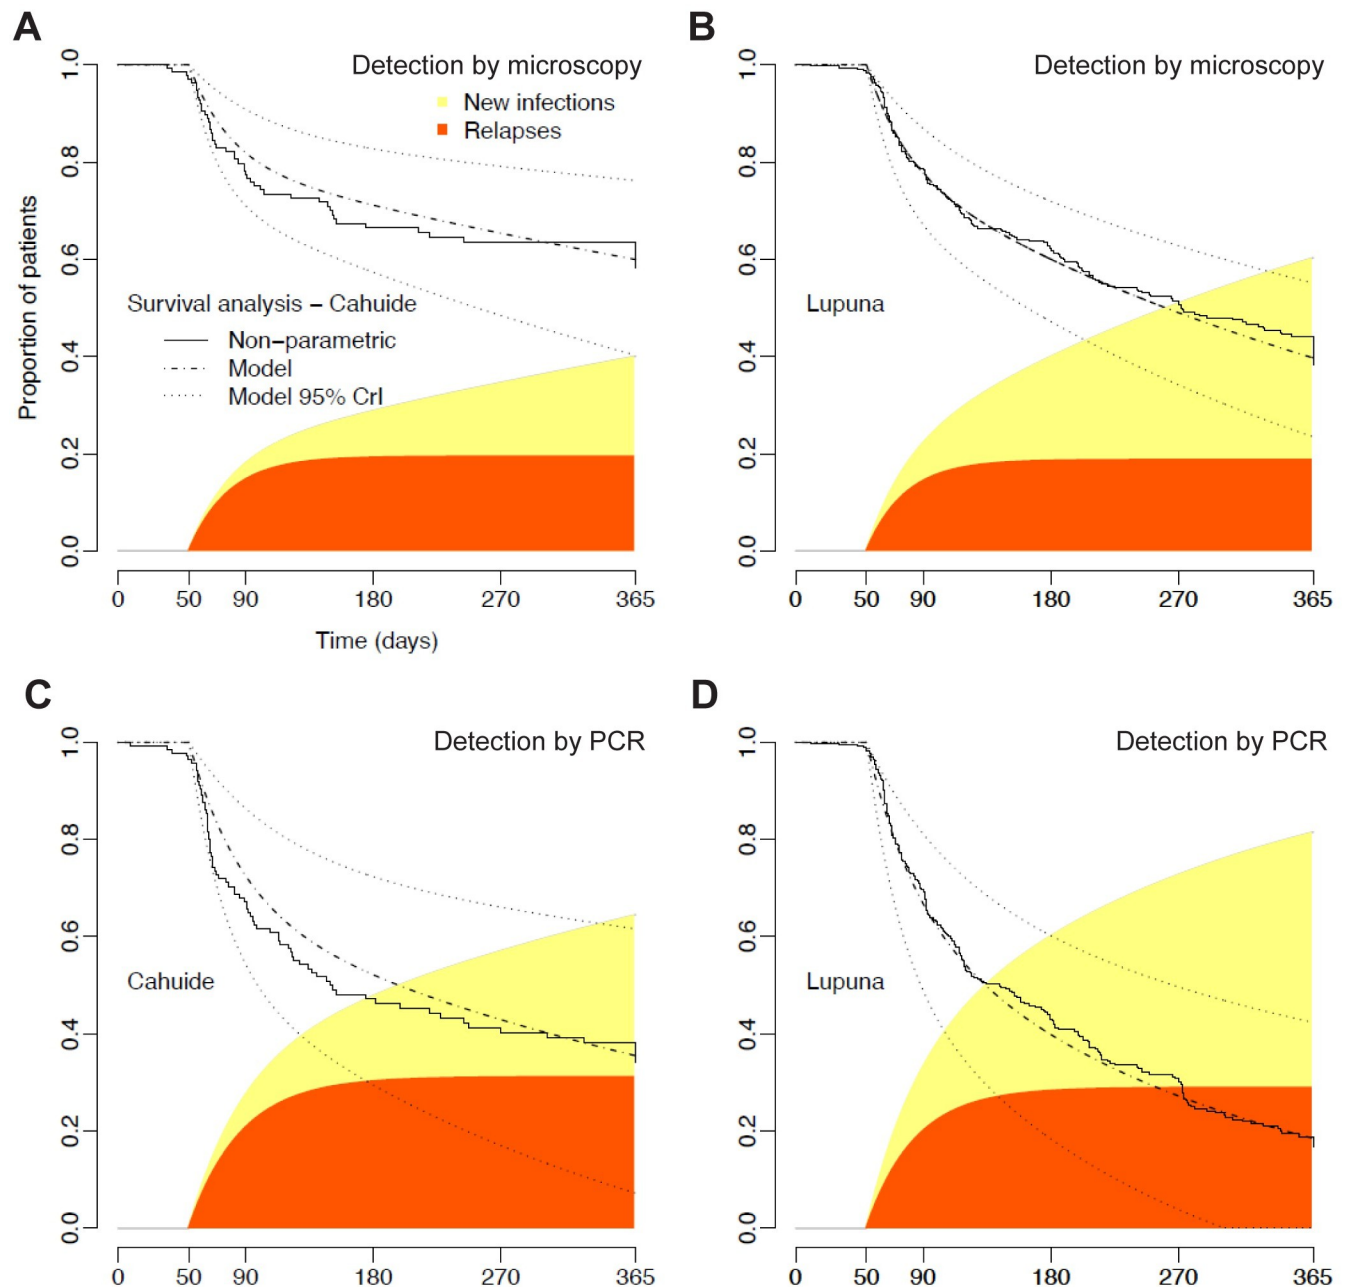 A
Detection by microscopy
New infections
Relapses
Proportion of patients
1.0
0.8
0.6
0.4
0.2
0.0
Survival analysis – Cahuide
Non−parametric
Model
Model 95% CrI
0 50 90 180 270 365
Time (days)
B
Detection by microscopy
1.0
0.8
0.6
0.4
0.2
0.0
Lupuna
0 50 90 180 270 365
C
Detection by PCR
1.0
0.8
0.6
0.4
0.2
0.0
Cahuide
0 50 90 180 270 365
D
Detection by PCR
1.0
0.8
0.6
0.4
0.2
0.0
Lupuna
0 50 90 180 270 365